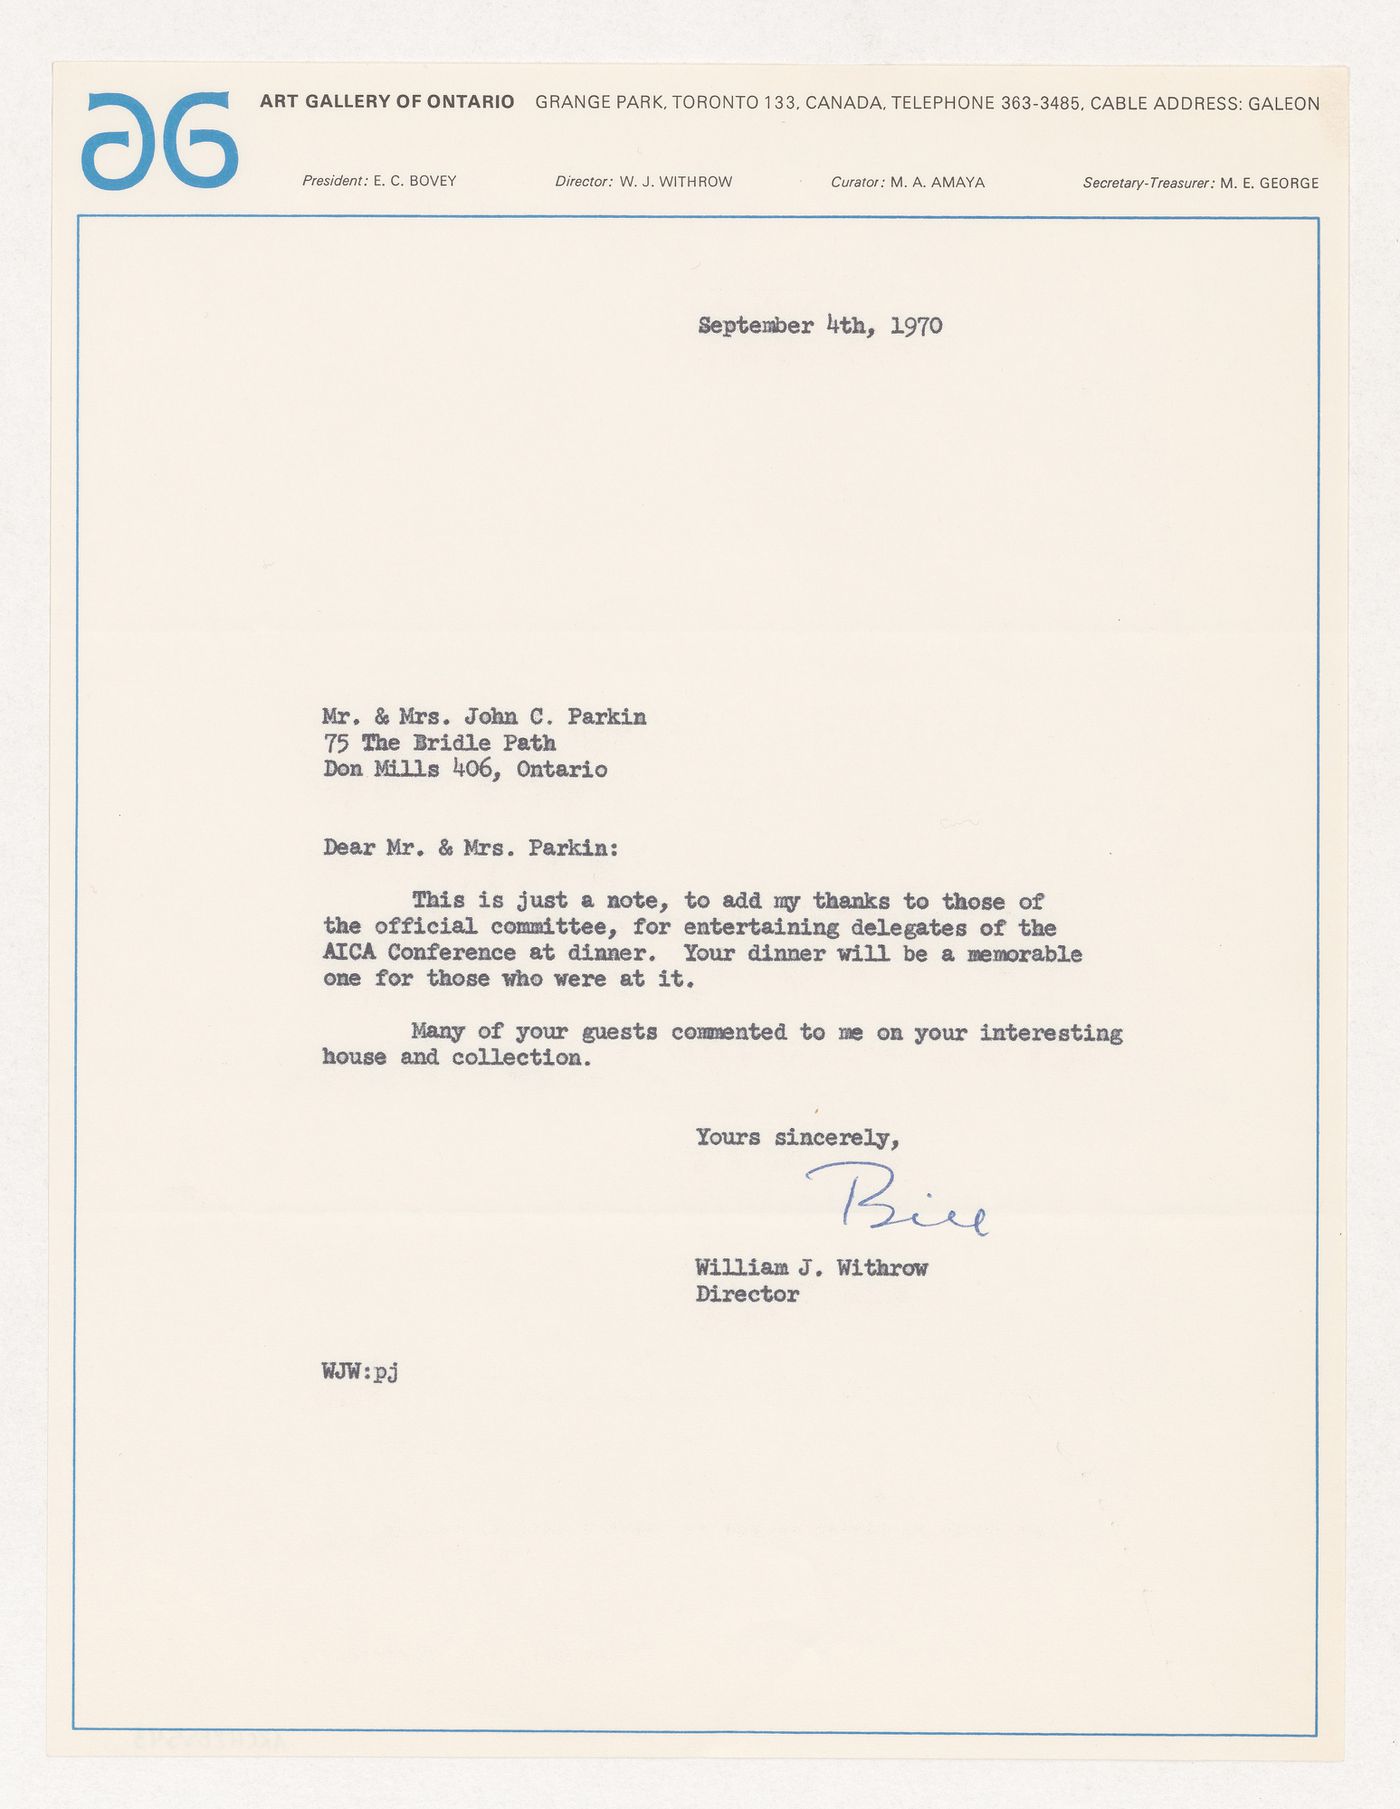 ag ART GALLERY OF ONTARIO GRANGE PARK, TORONTO 133, CANADA, TELEPHONE 363-3485, CABLE ADDRESS: GALEON
President: E. C. BOVEY Director: W. J. WITHROW Curator: M. A. AMAYA Secretary-Treasurer: M. E. GEORGE
September 4th, 1970
Mr. & Mrs. John C. Parkin
75 The Bridle Path
Don Mills 406, Ontario
Dear Mr. & Mrs. Parkin:
This is just a note, to add my thanks to those of
the official committee, for entertaining delegates of the
AICA Conference at dinner. Your dinner will be a memorable
one for those who were at it.
Many of your guests commented to me on your interesting
house and collection.
Yours sincerely,
Bill
William J. Withrow
Director
WJW:pj